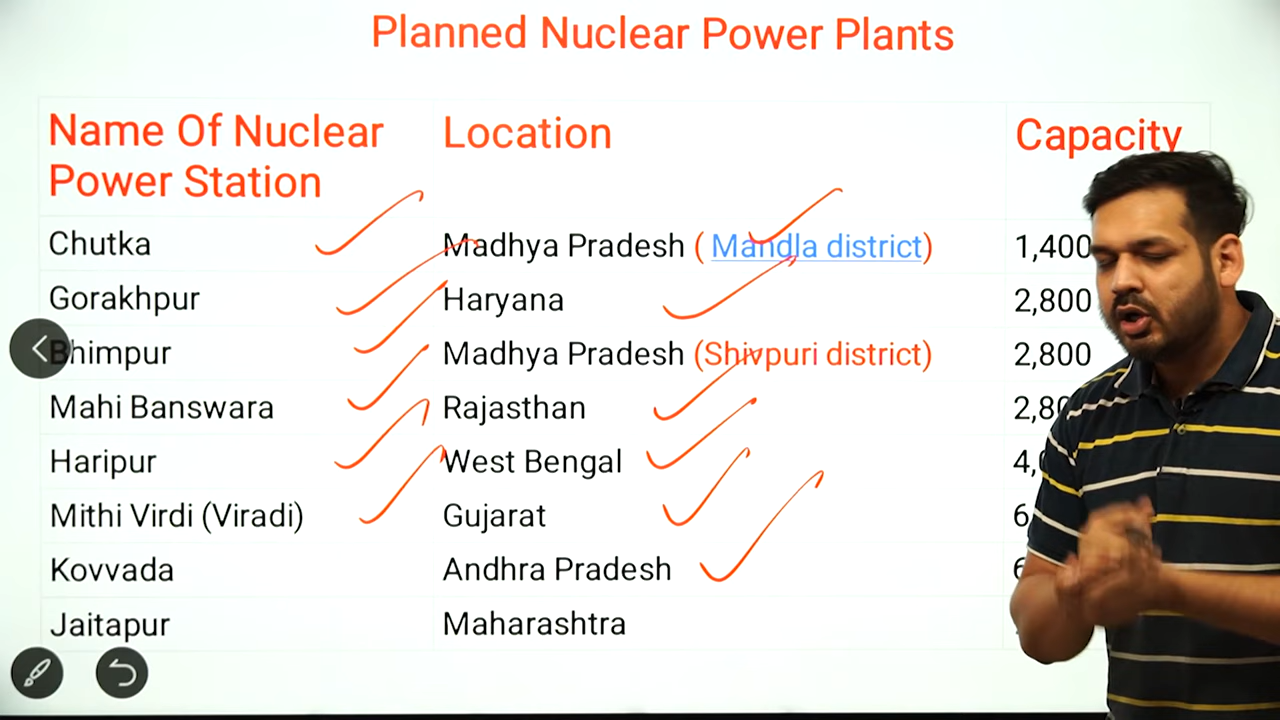 Planned Nuclear Power Plants
Name Of Nuclear Power Station Location Capacity
Chutka Madhya Pradesh ( Mandla district) 1,400
Gorakhpur Haryana 2,800
Bhimpur Madhya Pradesh (Shivpuri district) 2,800
Mahi Banswara Rajasthan
Haripur West Bengal
Mithi Virdi (Viradi) Gujarat
Kovvada Andhra Pradesh
Jaitapur Maharashtra